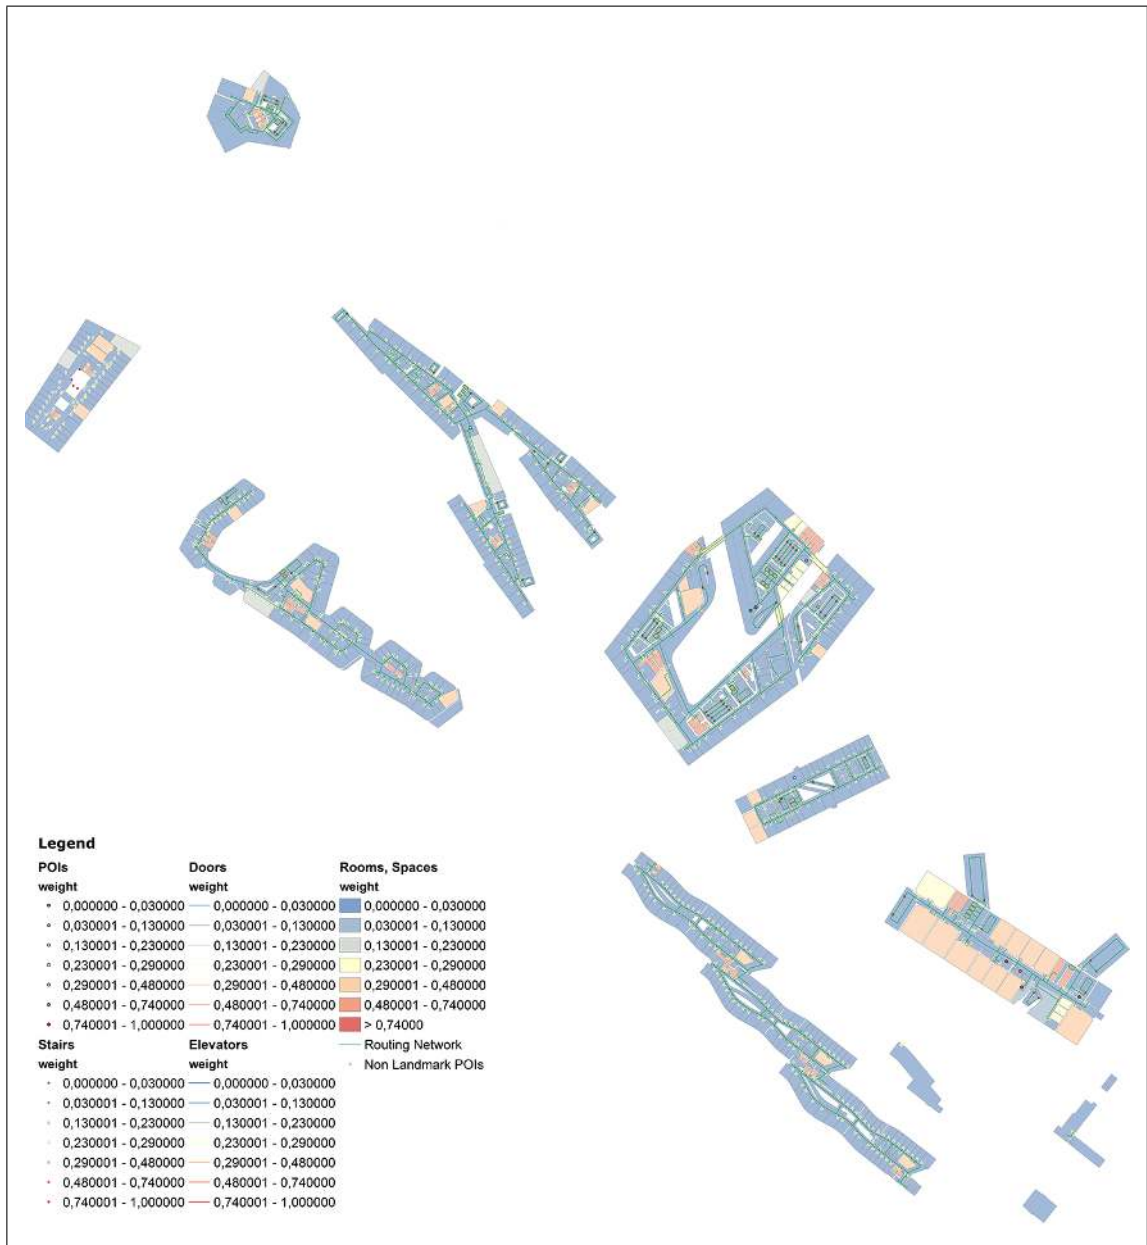 Legend
POIs Doors Rooms, Spaces
weight weight weight
0,000000 - 0,030000 0,000000 - 0,030000 0,000000 - 0,030000
0,030001 - 0,130000 0,030001 - 0,130000 0,030001 - 0,130000
0,130001 - 0,230000 0,130001 - 0,230000 0,130001 - 0,230000
0,230001 - 0,290000 0,230001 - 0,290000 0,230001 - 0,290000
0,290001 - 0,480000 0,290001 - 0,480000 0,290001 - 0,480000
0,480001 - 0,740000 0,480001 - 0,740000 0,480001 - 0,740000
0,740001 - 1,000000 0,740001 - 1,000000 > 0,74000
Stairs Elevators Routing Network
weight weight Non Landmark POIs
0,000000 - 0,030000 0,000000 - 0,030000
0,030001 - 0,130000 0,030001 - 0,130000
0,130001 - 0,230000 0,130001 - 0,230000
0,230001 - 0,290000 0,230001 - 0,290000
0,290001 - 0,480000 0,290001 - 0,480000
0,480001 - 0,740000 0,480001 - 0,740000
0,740001 - 1,000000 0,740001 - 1,000000